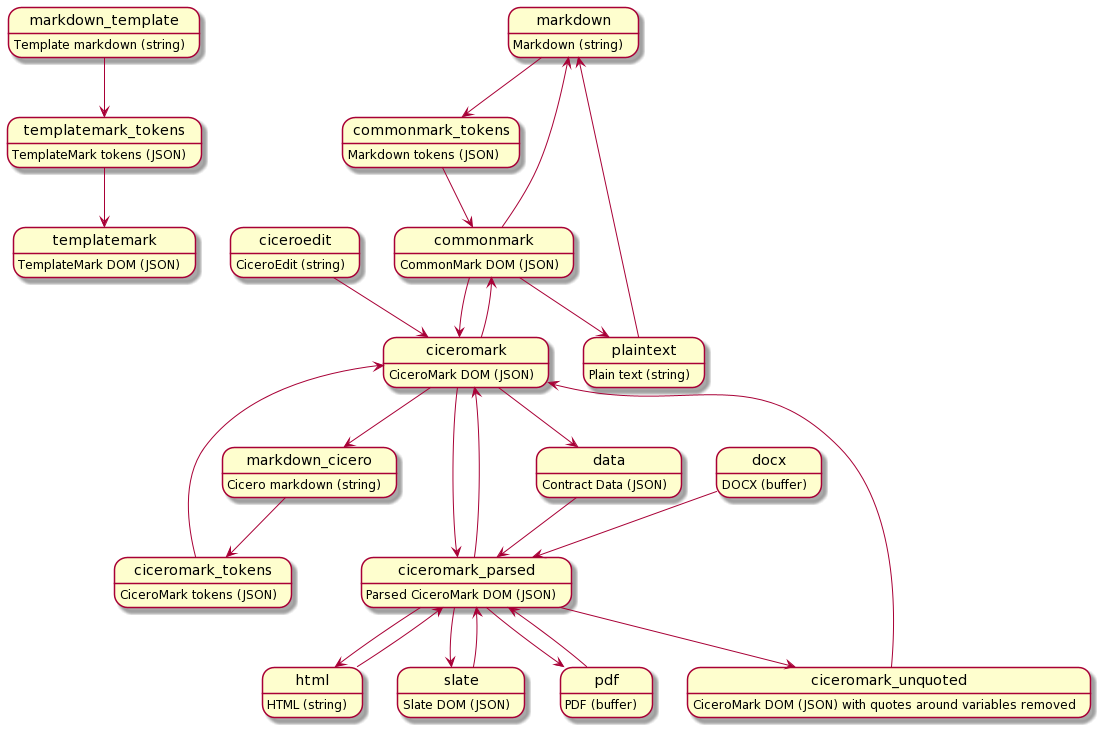 markdown_template
Template markdown (string)
markdown
Markdown (string)
templatemark_tokens
TemplateMark tokens (JSON)
commonmark_tokens
Markdown tokens (JSON)
templatemark
TemplateMark DOM (JSON)
ciceroedit
CiceroEdit (string)
commonmark
CommonMark DOM (JSON)
ciceromark
CiceroMark DOM (JSON)
plaintext
Plain text (string)
markdown_cicero
Cicero markdown (string)
data
Contract Data (JSON)
docx
DOCX (buffer)
ciceromark_tokens
CiceroMark tokens (JSON)
ciceromark_parsed
Parsed CiceroMark DOM (JSON)
html
HTML (string)
slate
Slate DOM (JSON)
pdf
PDF (buffer)
ciceromark_unquoted
CiceroMark DOM (JSON) with quotes around variables removed